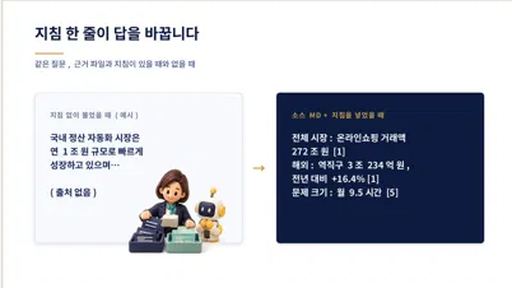 지침 한 줄이 답을 바꿉니다
같은 질문 , 근거 파일과 지침이 있을 때와 없을 때
지침 없이 물었을 때 ( 예시 )
국내 정산 자동화 시장은
연 1 조 원 규모로 빠르게
성장하고 있으며…
( 출처 없음 )
→
소스 MD + 지침을 넣었을 때
전체 시장 : 온라인쇼핑 거래액
272 조 원 [1]
해외 : 역직구 3 조 234 억 원 ,
전년 대비 +16.4% [1]
문제 크기 : 월 9.5 시간 [5]